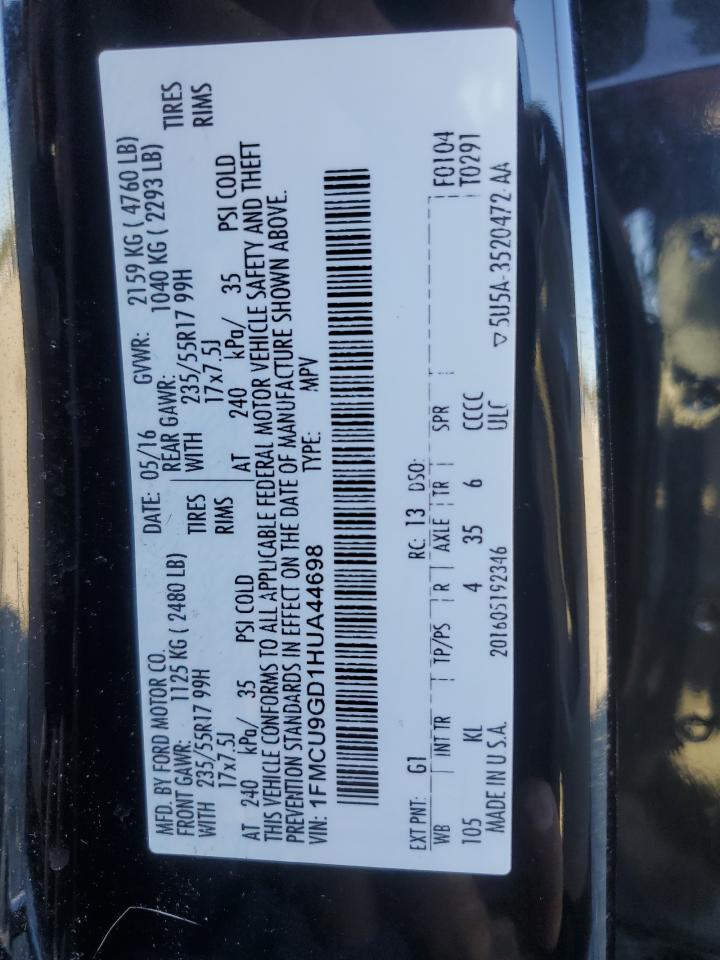 MFD. BY FORD MOTOR CO.
DATE: 05/16 GVWR: 2159 KG ( 4760 LB)
FRONT GAWR: 1125 KG ( 2480 LB) REAR GAWR: 1040 KG ( 2293 LB)
WITH 235/55R17 99H TIRES WITH 235/55R17 99H TIRES
17x7.5J RIMS 17x7.5J RIMS
AT 240 kPa/ 35 PSI COLD AT 240 kPa/ 35 PSI COLD
THIS VEHICLE CONFORMS TO ALL APPLICABLE FEDERAL MOTOR VEHICLE SAFETY AND THEFT
PREVENTION STANDARDS IN EFFECT ON THE DATE OF MANUFACTURE SHOWN ABOVE.
VIN: 1FMCU9GD1HUA44698 TYPE: MPV
EXT PNT: G1 RC: 13 DSO: F0104
WB INT TR TP/PS R AXLE TR SPR T0291
105 KL 4 35 6 CCCC
MADE IN U.S.A. 201605192346 ULC ▽5U5A-3520472-AA